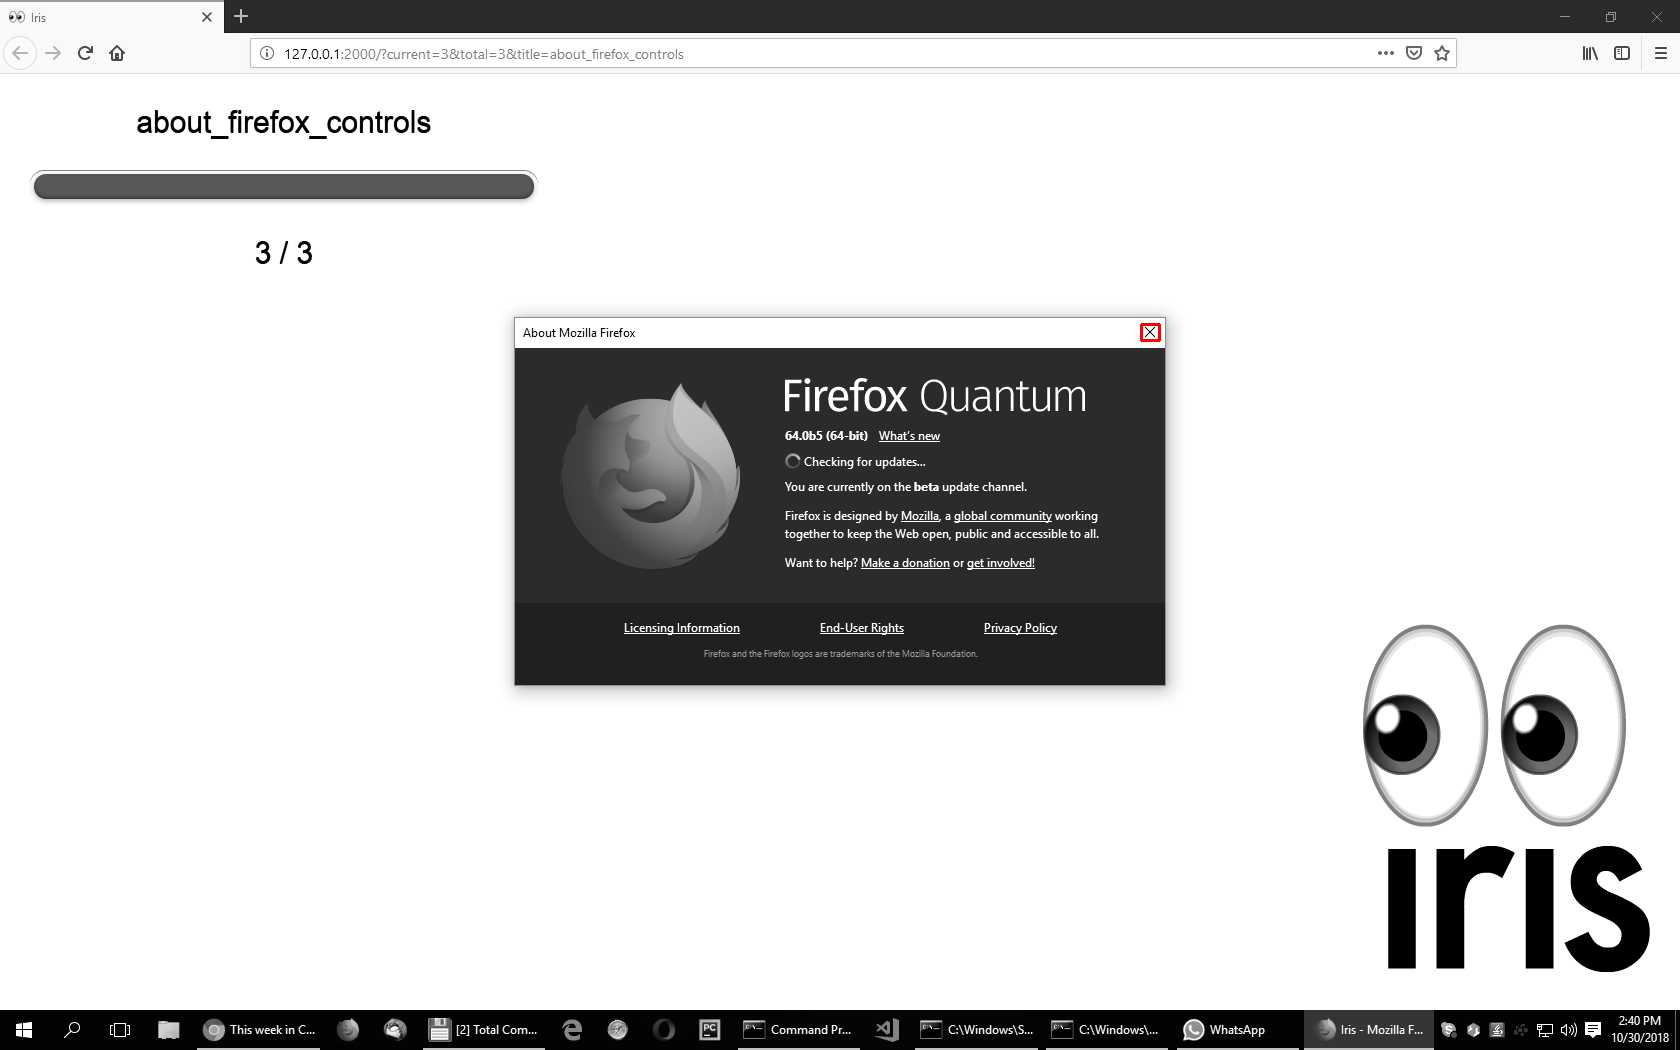 Iris
127.0.0.1:2000/?current=3&total=3&title=about_firefox_controls
about_firefox_controls
3 / 3
About Mozilla Firefox
Firefox Quantum
64.0b5 (64-bit) What's new
Checking for updates...
You are currently on the beta update channel.
Firefox is designed by Mozilla, a global community working
together to keep the Web open, public and accessible to all.
Want to help? Make a donation or get involved!
Licensing Information End-User Rights Privacy Policy
Firefox and the Firefox logos are trademarks of the Mozilla Foundation.
iris
This week in C... [2] Total Com... PC Command Pr... C:\Windows\S... C:\Windows\... WhatsApp Iris - Mozilla F...
2:40 PM
10/30/2018